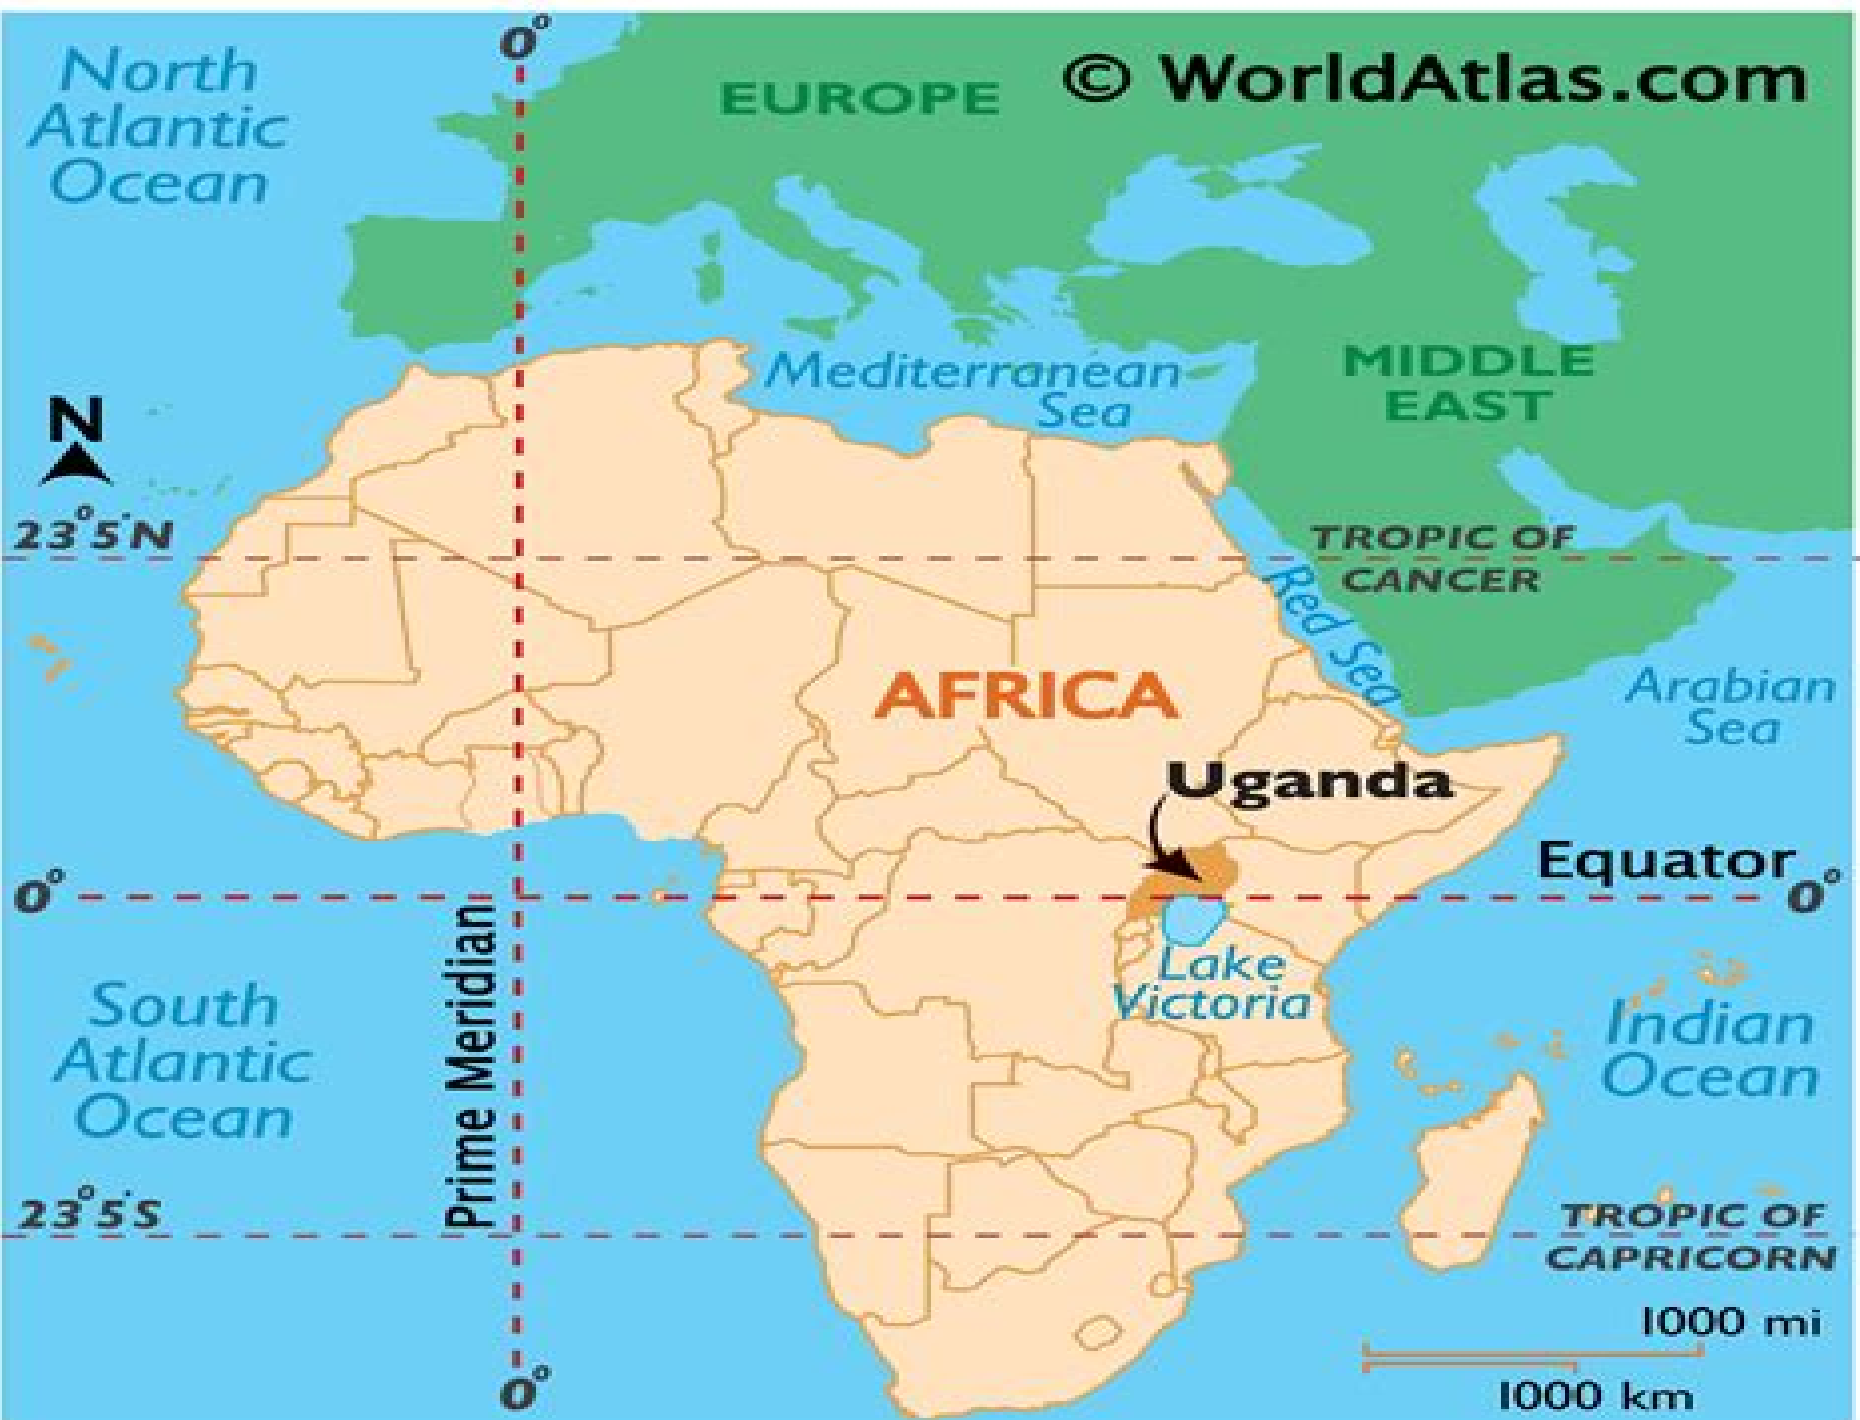 0°
© WorldAtlas.com
North
Atlantic
Ocean
EUROPE
MIDDLE
EAST
Mediterranean
Sea
N
23°5'N
TROPIC OF
CANCER
Red Sea
AFRICA
Arabian
Sea
Uganda
Equator
0°
0°
Prime Meridian
Lake
Victoria
South
Atlantic
Ocean
Indian
Ocean
23°5'S
TROPIC OF
CAPRICORN
1000 mi
1000 km
0°